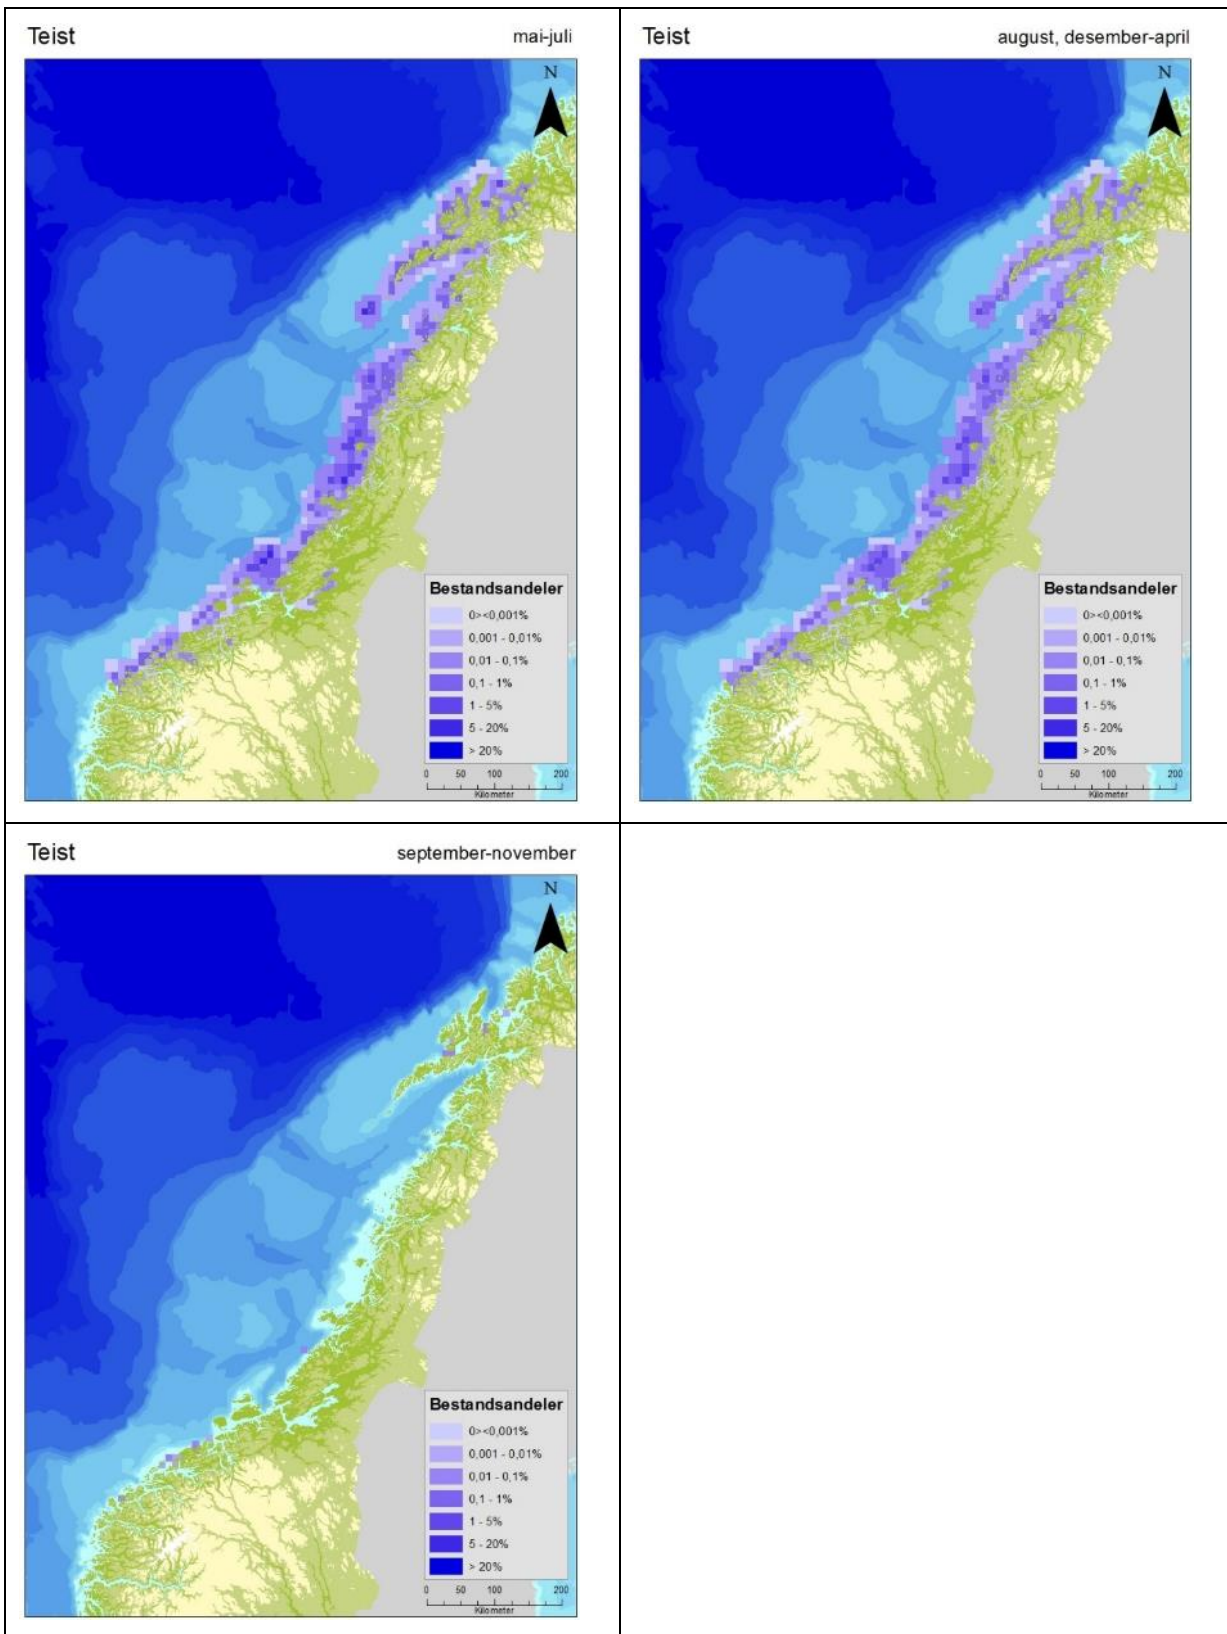 Teist mai-juli
N
Bestandsandeler
0><0,001%
0,001 - 0,01%
0,01 - 0,1%
0,1 - 1%
1 - 5%
5 - 20%
> 20%
0 50 100 200
Kilometer
Teist august, desember-april
N
Bestandsandeler
0><0,001%
0,001 - 0,01%
0,01 - 0,1%
0,1 - 1%
1 - 5%
5 - 20%
> 20%
0 50 100 200
Kilometer
Teist september-november
N
Bestandsandeler
0><0,001%
0,001 - 0,01%
0,01 - 0,1%
0,1 - 1%
1 - 5%
5 - 20%
> 20%
0 50 100 200
Kilometer